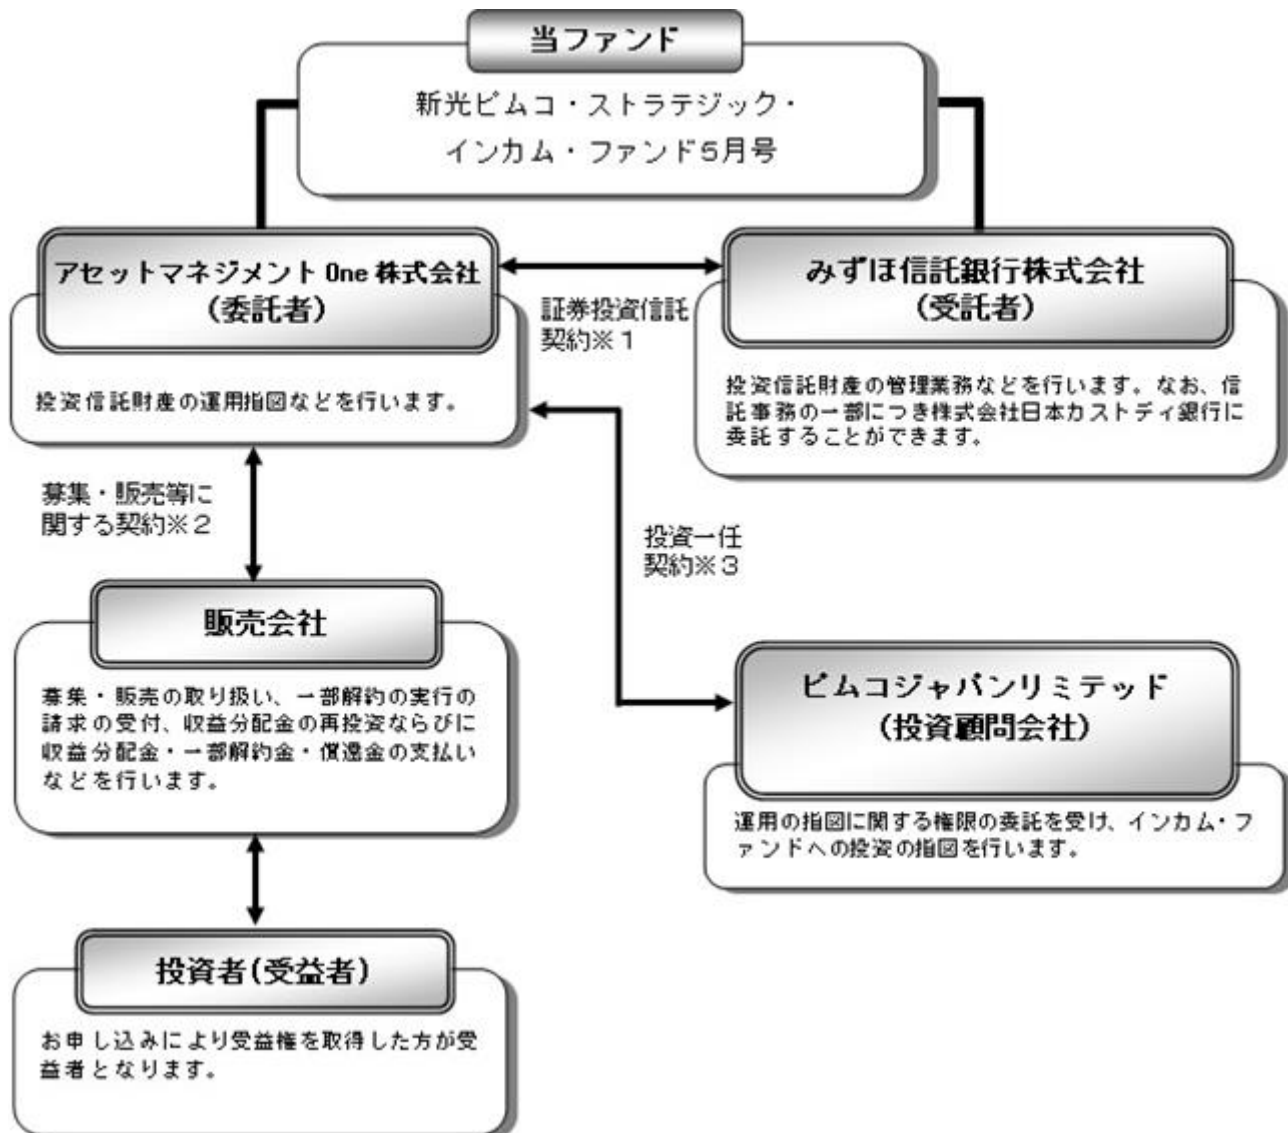 当ファンド
新光ピムコ・ストラテジック・
インカム・ファンド5月号
アセットマネジメント One 株式会社
(委託者)
投資信託財産の運用指図などを行います。
証券投資信託
契約※1
みずほ信託銀行株式会社
(受託者)
投資信託財産の管理業務などを行います。なお、信
託事務の一部につき株式会社日本カストディ銀行に
委託することができます。
募集・販売等に
関する契約※2
投資一任
契約※3
販売会社
募集・販売の取り扱い、一部解約の実行の
請求の受付、収益分配金の再投資ならびに
収益分配金・一部解約金・償還金の支払い
などを行います。
ピムコジャパンリミテッド
(投資顧問会社)
運用の指図に関する権限の委託を受け、インカム・フ
ァンドへの投資の指図を行います。
投資者(受益者)
お申し込みにより受益権を取得した方が受
益者となります。